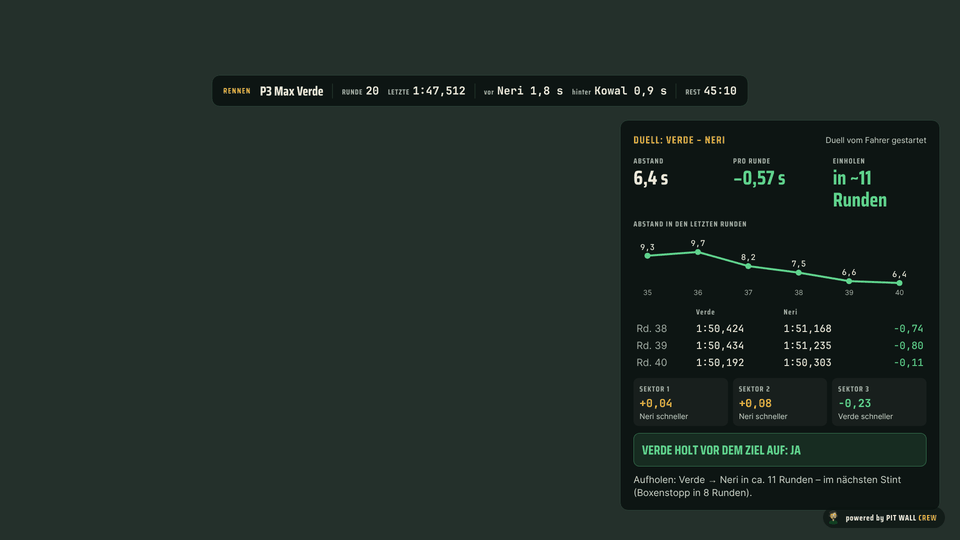 RENNEN P3 Max Verde RUNDE 20 LETZTE 1:47,512 vor Neri 1,8 s hinter Kowal 0,9 s REST 45:10
DUELL: VERDE – NERI Duell vom Fahrer gestartet
ABSTAND PRO RUNDE EINHOLEN
6,4 s −0,57 s in ~11 Runden
ABSTAND IN DEN LETZTEN RUNDEN
9,3 9,7 8,2 7,5 6,6 6,4
35 36 37 38 39 40
Verde Neri
Rd. 38 1:50,424 1:51,168 -0,74
Rd. 39 1:50,434 1:51,235 -0,80
Rd. 40 1:50,192 1:50,303 -0,11
SEKTOR 1 SEKTOR 2 SEKTOR 3
+0,04 +0,08 -0,23
Neri schneller Neri schneller Verde schneller
VERDE HOLT VOR DEM ZIEL AUF: JA
Aufholen: Verde → Neri in ca. 11 Runden – im nächsten Stint
(Boxenstopp in 8 Runden).
powered by PIT WALL CREW